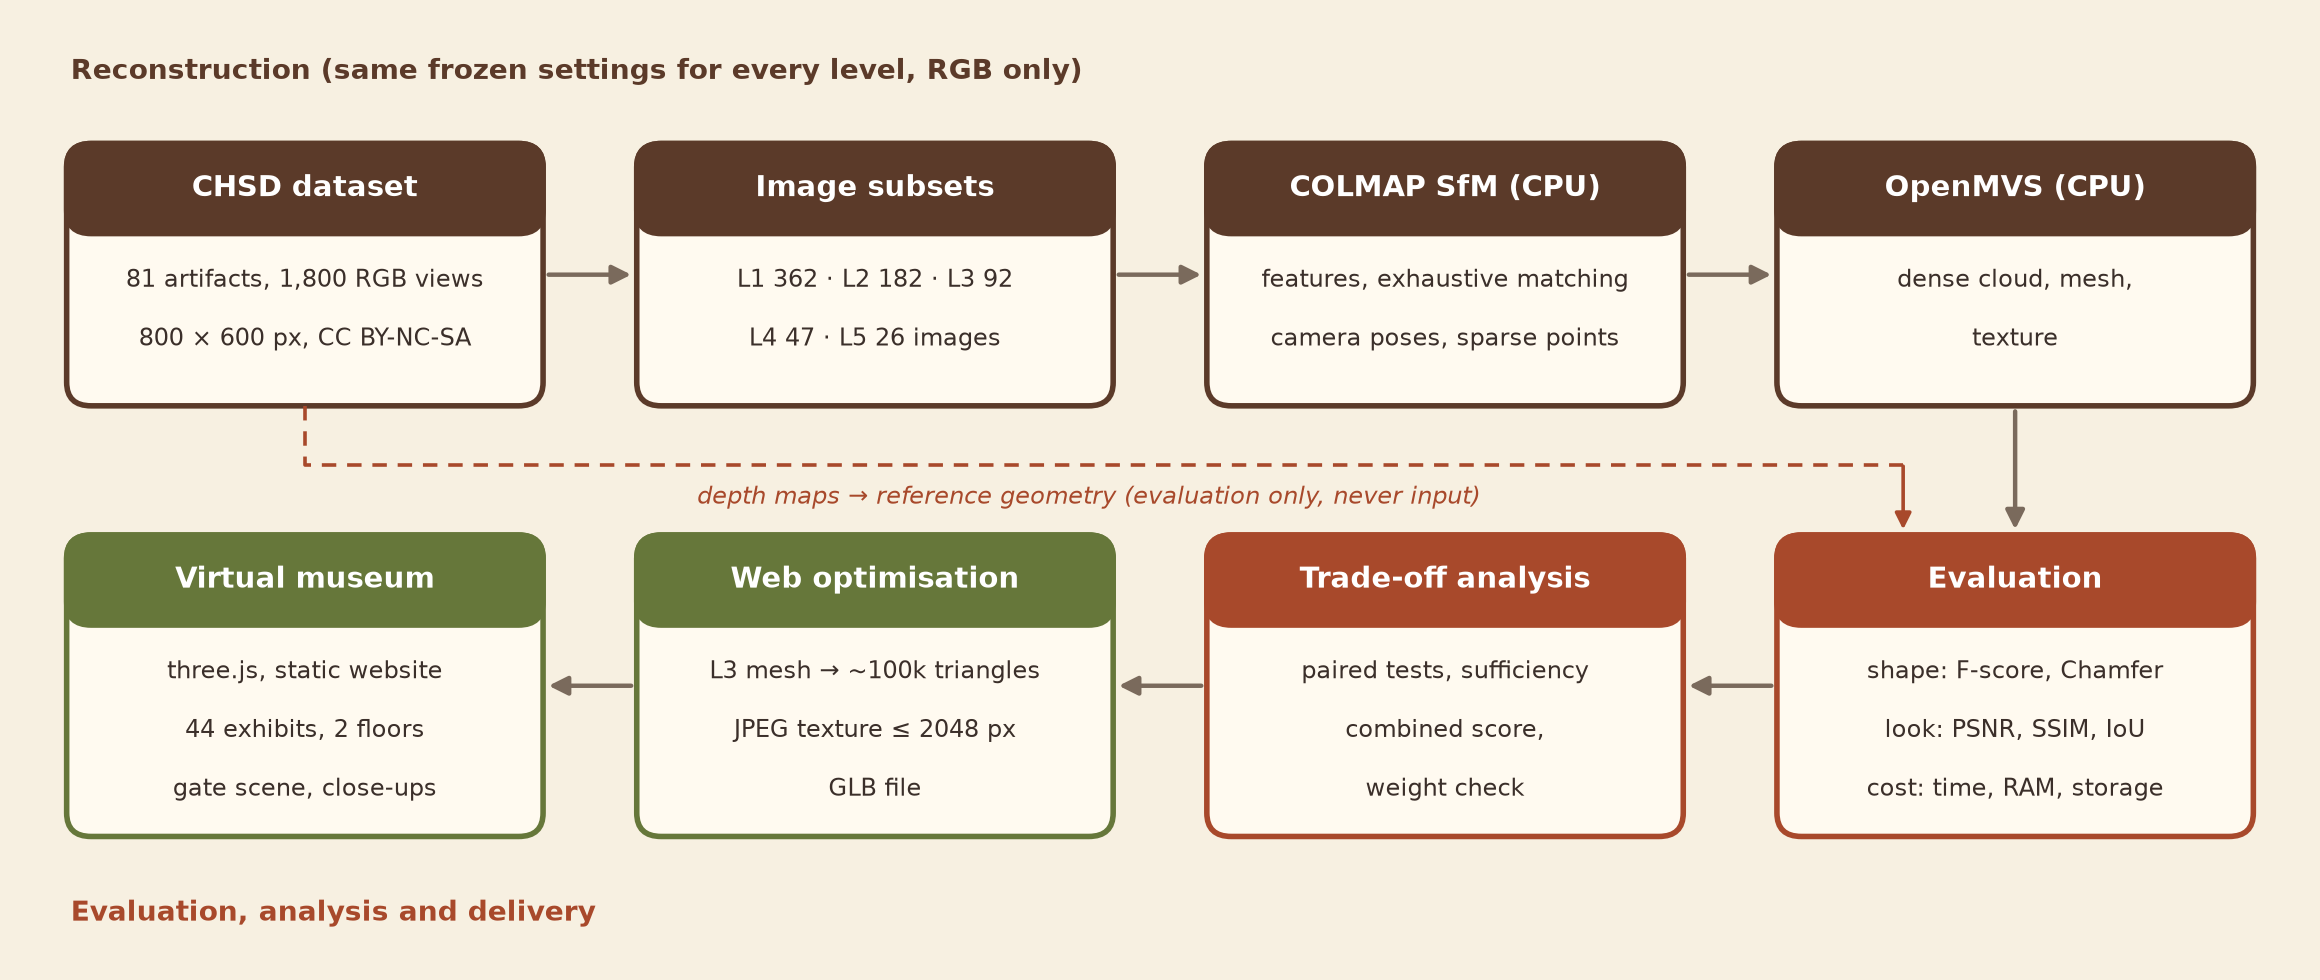 Reconstruction (same frozen settings for every level, RGB only)
CHSD dataset
81 artifacts, 1,800 RGB views
800 × 600 px, CC BY-NC-SA
Image subsets
L1 362 · L2 182 · L3 92
L4 47 · L5 26 images
COLMAP SfM (CPU)
features, exhaustive matching
camera poses, sparse points
OpenMVS (CPU)
dense cloud, mesh,
texture
depth maps → reference geometry (evaluation only, never input)
Virtual museum
three.js, static website
44 exhibits, 2 floors
gate scene, close-ups
Web optimisation
L3 mesh → ~100k triangles
JPEG texture ≤ 2048 px
GLB file
Trade-off analysis
paired tests, sufficiency
combined score,
weight check
Evaluation
shape: F-score, Chamfer
look: PSNR, SSIM, IoU
cost: time, RAM, storage
Evaluation, analysis and delivery